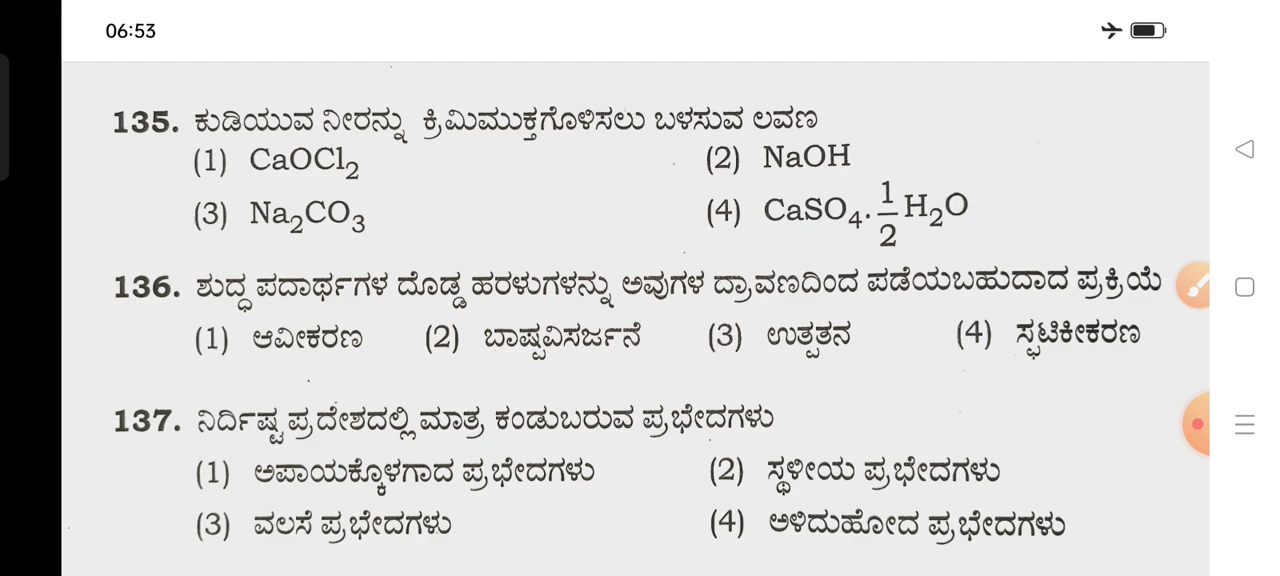 06:53
135. ಕುಡಿಯುವ ನೀರನ್ನು ಕ್ರಿಮಿಮುಕ್ತಗೊಳಿಸಲು ಬಳಸುವ ಲವಣ
(1) CaOCl₂ (2) NaOH
(3) Na₂CO₃ (4) CaSO₄·1/2 H₂O
136. ಶುದ್ಧ ಪದಾರ್ಥಗಳ ದೊಡ್ಡ ಹರಳುಗಳನ್ನು ಅವುಗಳ ದ್ರಾವಣದಿಂದ ಪಡೆಯಬಹುದಾದ ಪ್ರಕ್ರಿಯೆ
(1) ಆವೀಕರಣ (2) ಬಾಷ್ಪವಿಸರ್ಜನೆ (3) ಉತ್ಪತನ (4) ಸ್ಫಟಿಕೀಕರಣ
137. ನಿರ್ದಿಷ್ಟ ಪ್ರದೇಶದಲ್ಲಿ ಮಾತ್ರ ಕಂಡುಬರುವ ಪ್ರಭೇದಗಳು
(1) ಅಪಾಯಕ್ಕೊಳಗಾದ ಪ್ರಭೇದಗಳು (2) ಸ್ಥಳೀಯ ಪ್ರಭೇದಗಳು
(3) ವಲಸೆ ಪ್ರಭೇದಗಳು (4) ಅಳಿದುಹೋದ ಪ್ರಭೇದಗಳು